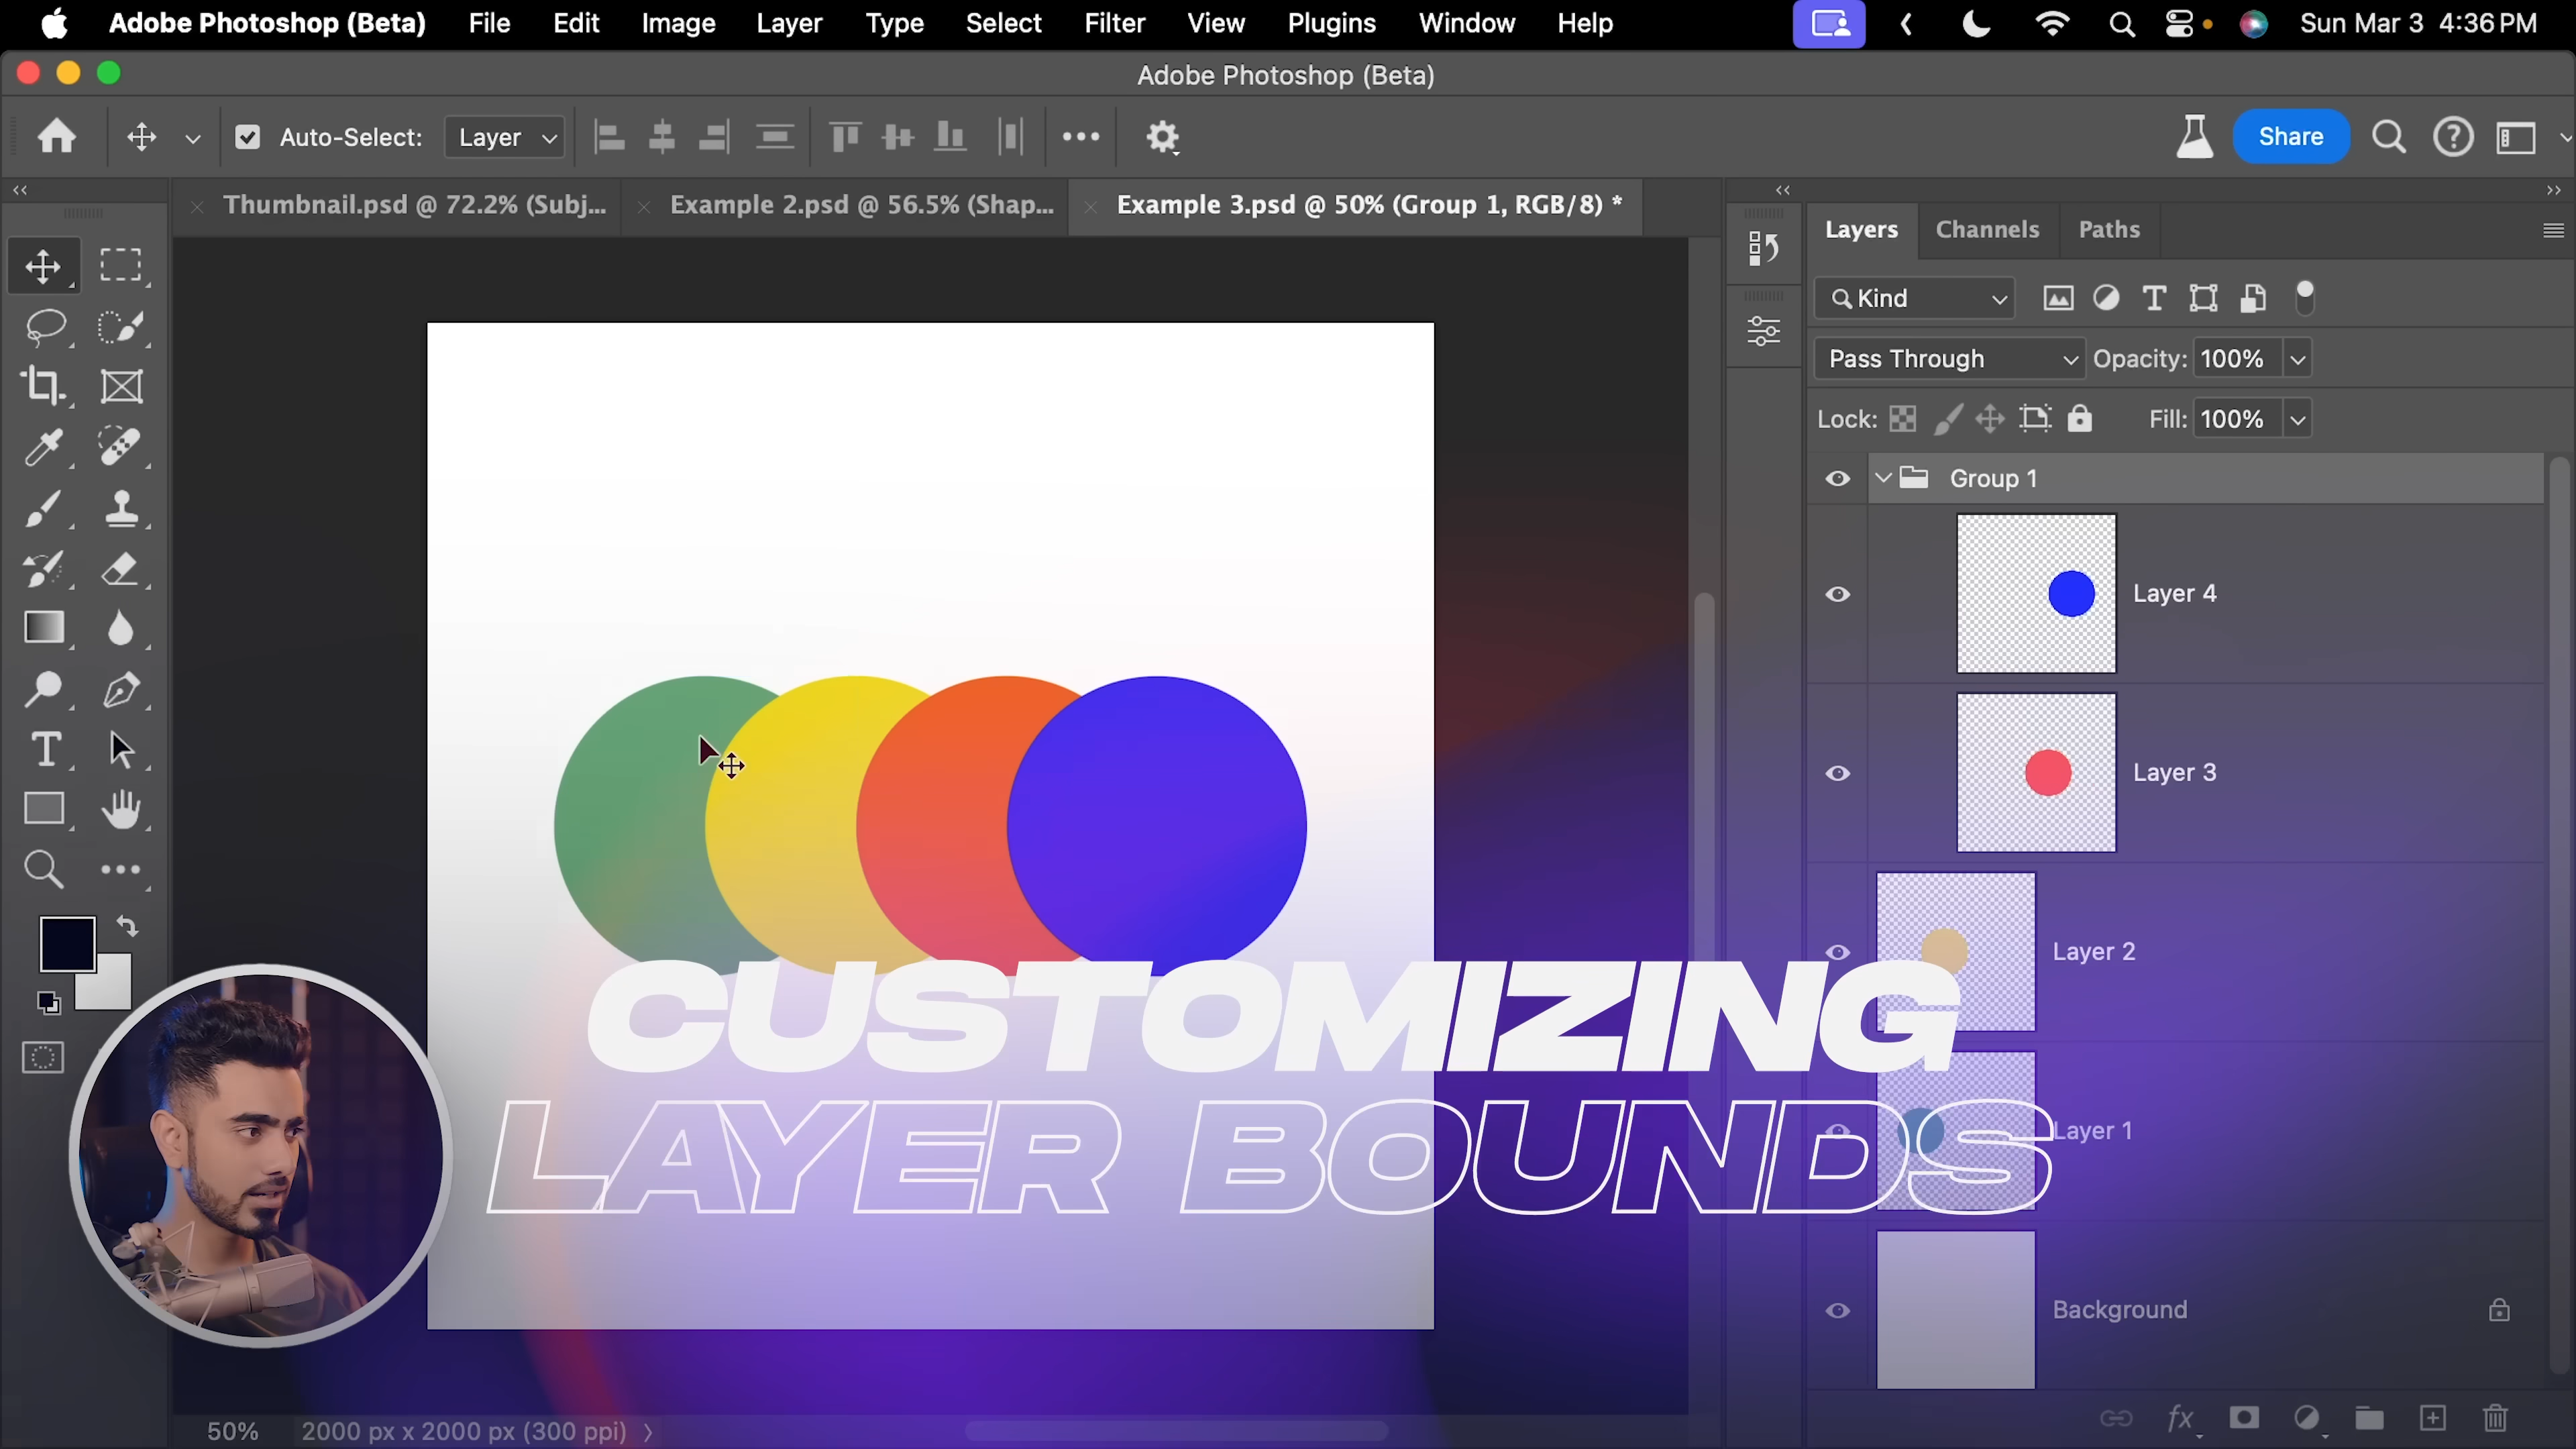 Adobe Photoshop (Beta) File Edit Image Layer Type Select Filter View Plugins Window Help Sun Mar 3 4:36 PM
Adobe Photoshop (Beta)
Auto-Select: Layer Share
Thumbnail.psd @ 72.2% (Subj... Example 2.psd @ 56.5% (Shap... Example 3.psd @ 50% (Group 1, RGB/8) *
Layers Channels Paths
Kind
Pass Through Opacity: 100%
Lock: Fill: 100%
Group 1
Layer 4
Layer 3
Layer 2
CUSTOMIZING
LAYER BOUNDS
Layer 1
Background
50% 2000 px x 2000 px (300 ppi)